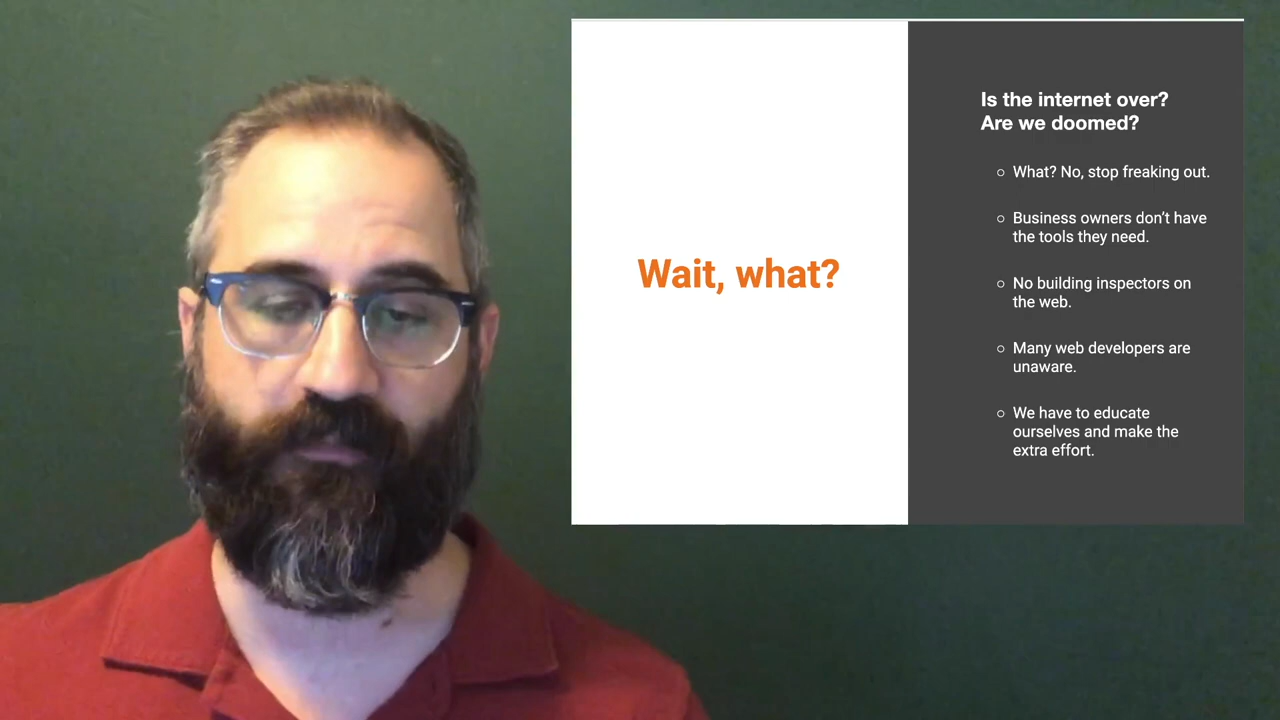 Wait, what?
Is the internet over?
Are we doomed?
What? No, stop freaking out.
Business owners don’t have
the tools they need.
No building inspectors on
the web.
Many web developers are
unaware.
We have to educate
ourselves and make the
extra effort.